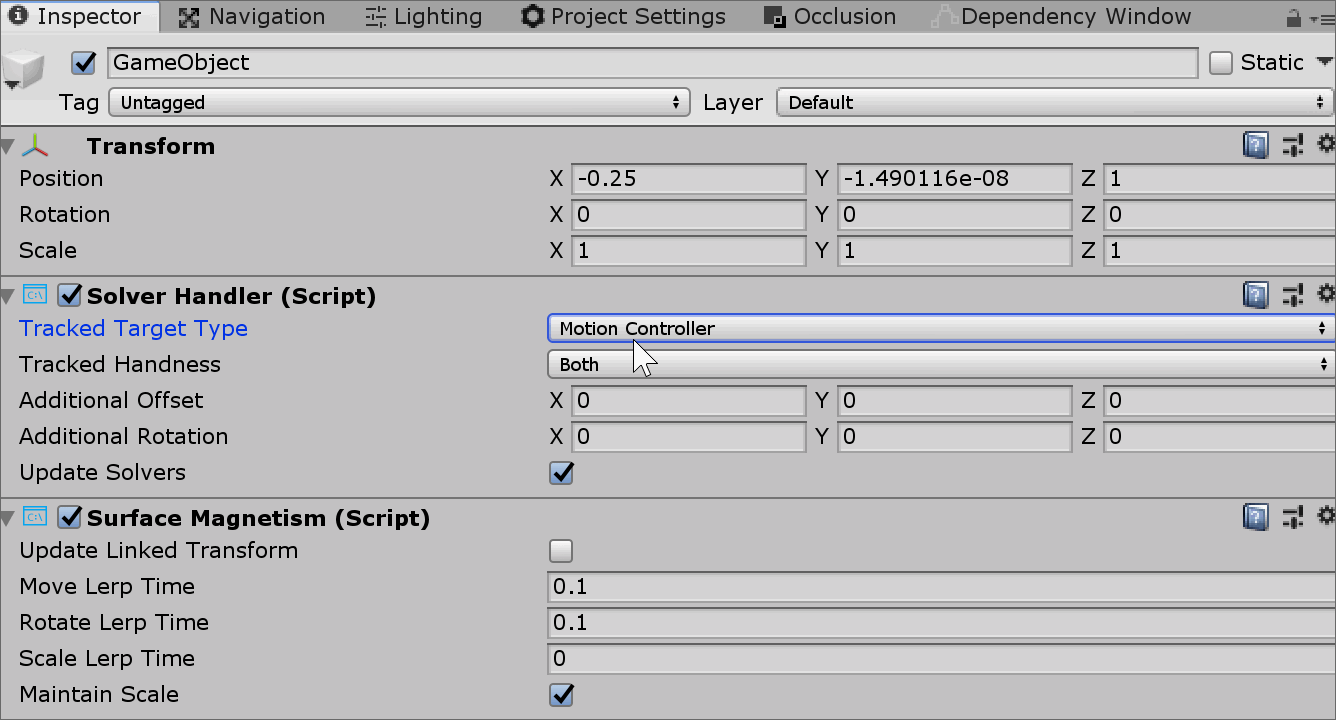 Inspector Navigation Lighting Project Settings Occlusion Dependency Window
GameObject Static
Tag Untagged Layer Default
Transform
Position X -0.25 Y -1.490116e-08 Z 1
Rotation X 0 Y 0 Z 0
Scale X 1 Y 1 Z 1
C:\ Solver Handler (Script)
Tracked Target Type Motion Controller
Tracked Handness Both
Additional Offset X 0 Y 0 Z 0
Additional Rotation X 0 Y 0 Z 0
Update Solvers
C:\ Surface Magnetism (Script)
Update Linked Transform
Move Lerp Time 0.1
Rotate Lerp Time 0.1
Scale Lerp Time 0
Maintain Scale